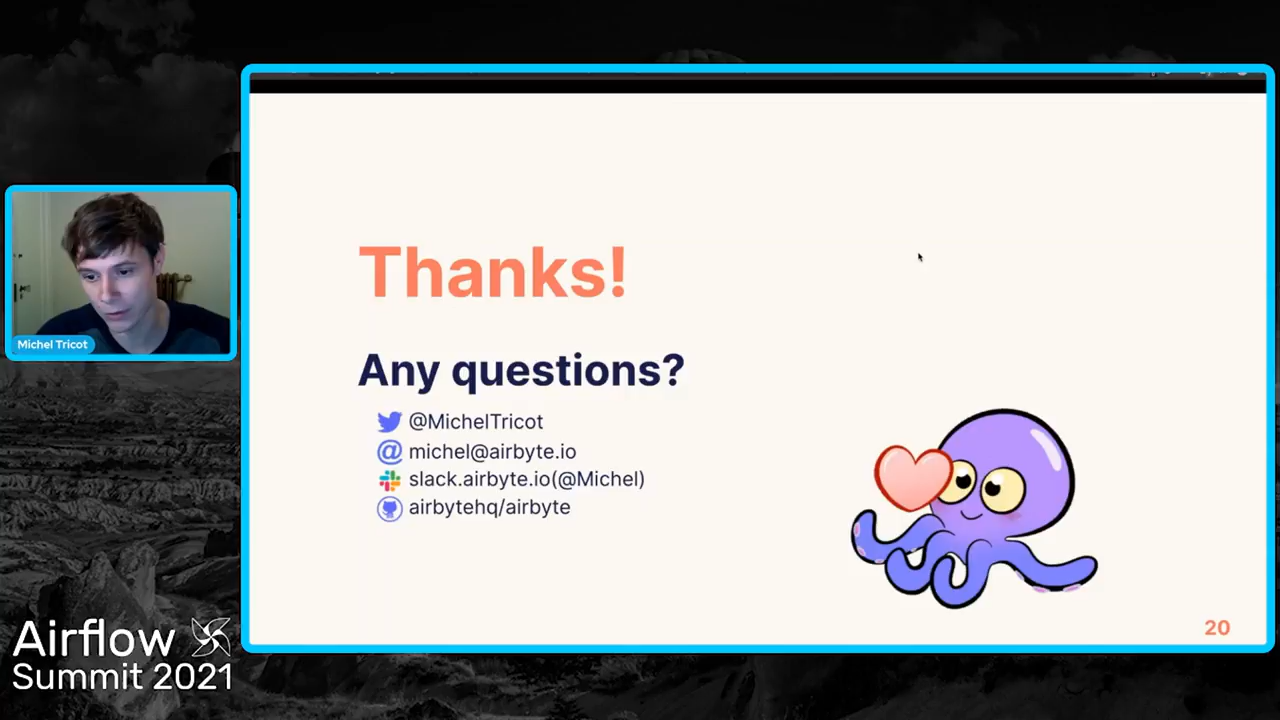 Thanks!
Any questions?
@MichelTricot
michel@airbyte.io
slack.airbyte.io(@Michel)
airbytehq/airbyte
20
Michel Tricot
Airflow
Summit 2021